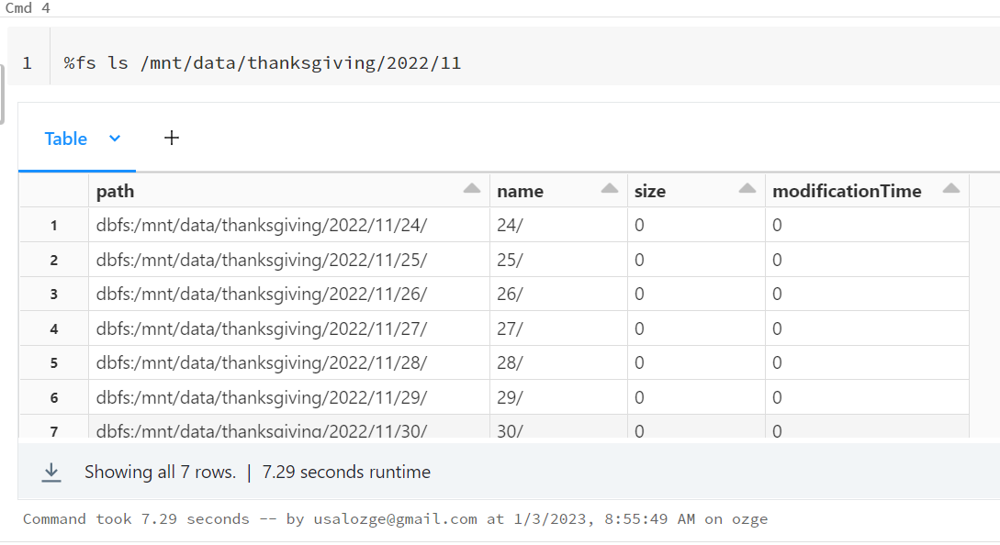 Cmd 4
1 %fs ls /mnt/data/thanksgiving/2022/11
Table
path name size modificationTime
1 dbfs:/mnt/data/thanksgiving/2022/11/24/ 24/ 0 0
2 dbfs:/mnt/data/thanksgiving/2022/11/25/ 25/ 0 0
3 dbfs:/mnt/data/thanksgiving/2022/11/26/ 26/ 0 0
4 dbfs:/mnt/data/thanksgiving/2022/11/27/ 27/ 0 0
5 dbfs:/mnt/data/thanksgiving/2022/11/28/ 28/ 0 0
6 dbfs:/mnt/data/thanksgiving/2022/11/29/ 29/ 0 0
7 dbfs:/mnt/data/thanksgiving/2022/11/30/ 30/ 0 0
Showing all 7 rows. | 7.29 seconds runtime
Command took 7.29 seconds -- by usalozge@gmail.com at 1/3/2023, 8:55:49 AM on ozge